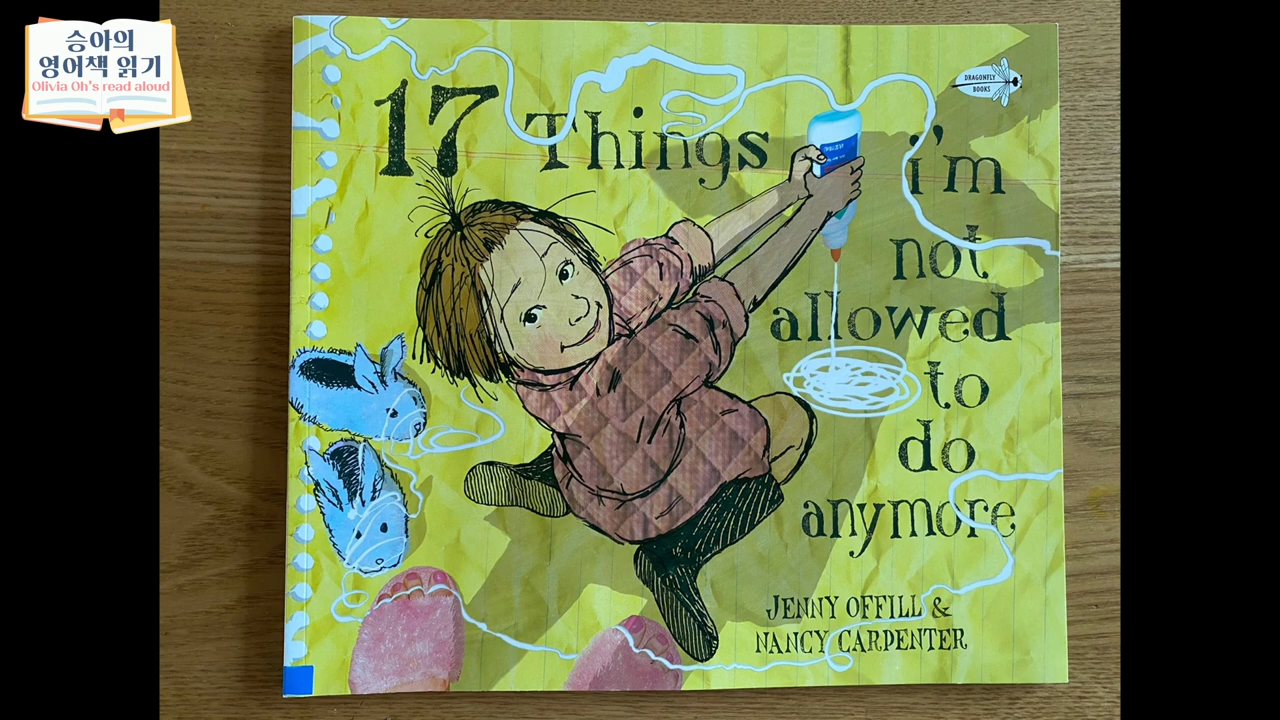 승아의
영어책 읽기
Olivia Oh's read aloud
DRAGONFLY
BOOKS
17 Things
i'm
not
allowed
to
do
anymore
JENNY OFFILL &
NANCY CARPENTER